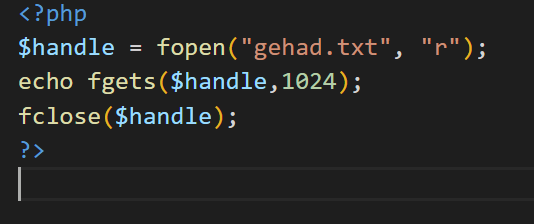 <?php
$handle = fopen("gehad.txt", "r");
echo fgets($handle,1024);
fclose($handle);
?>